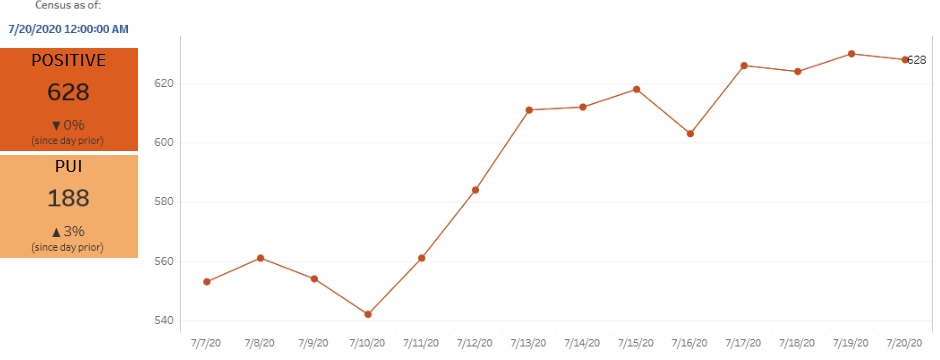 Census as of:
7/20/2020 12:00:00 AM
POSITIVE
628
▼0%
(since day prior)
PUI
188
▲3%
(since day prior)
620
600
580
560
540
628
7/7/20 7/8/20 7/9/20 7/10/20 7/11/20 7/12/20 7/13/20 7/14/20 7/15/20 7/16/20 7/17/20 7/18/20 7/19/20 7/20/20